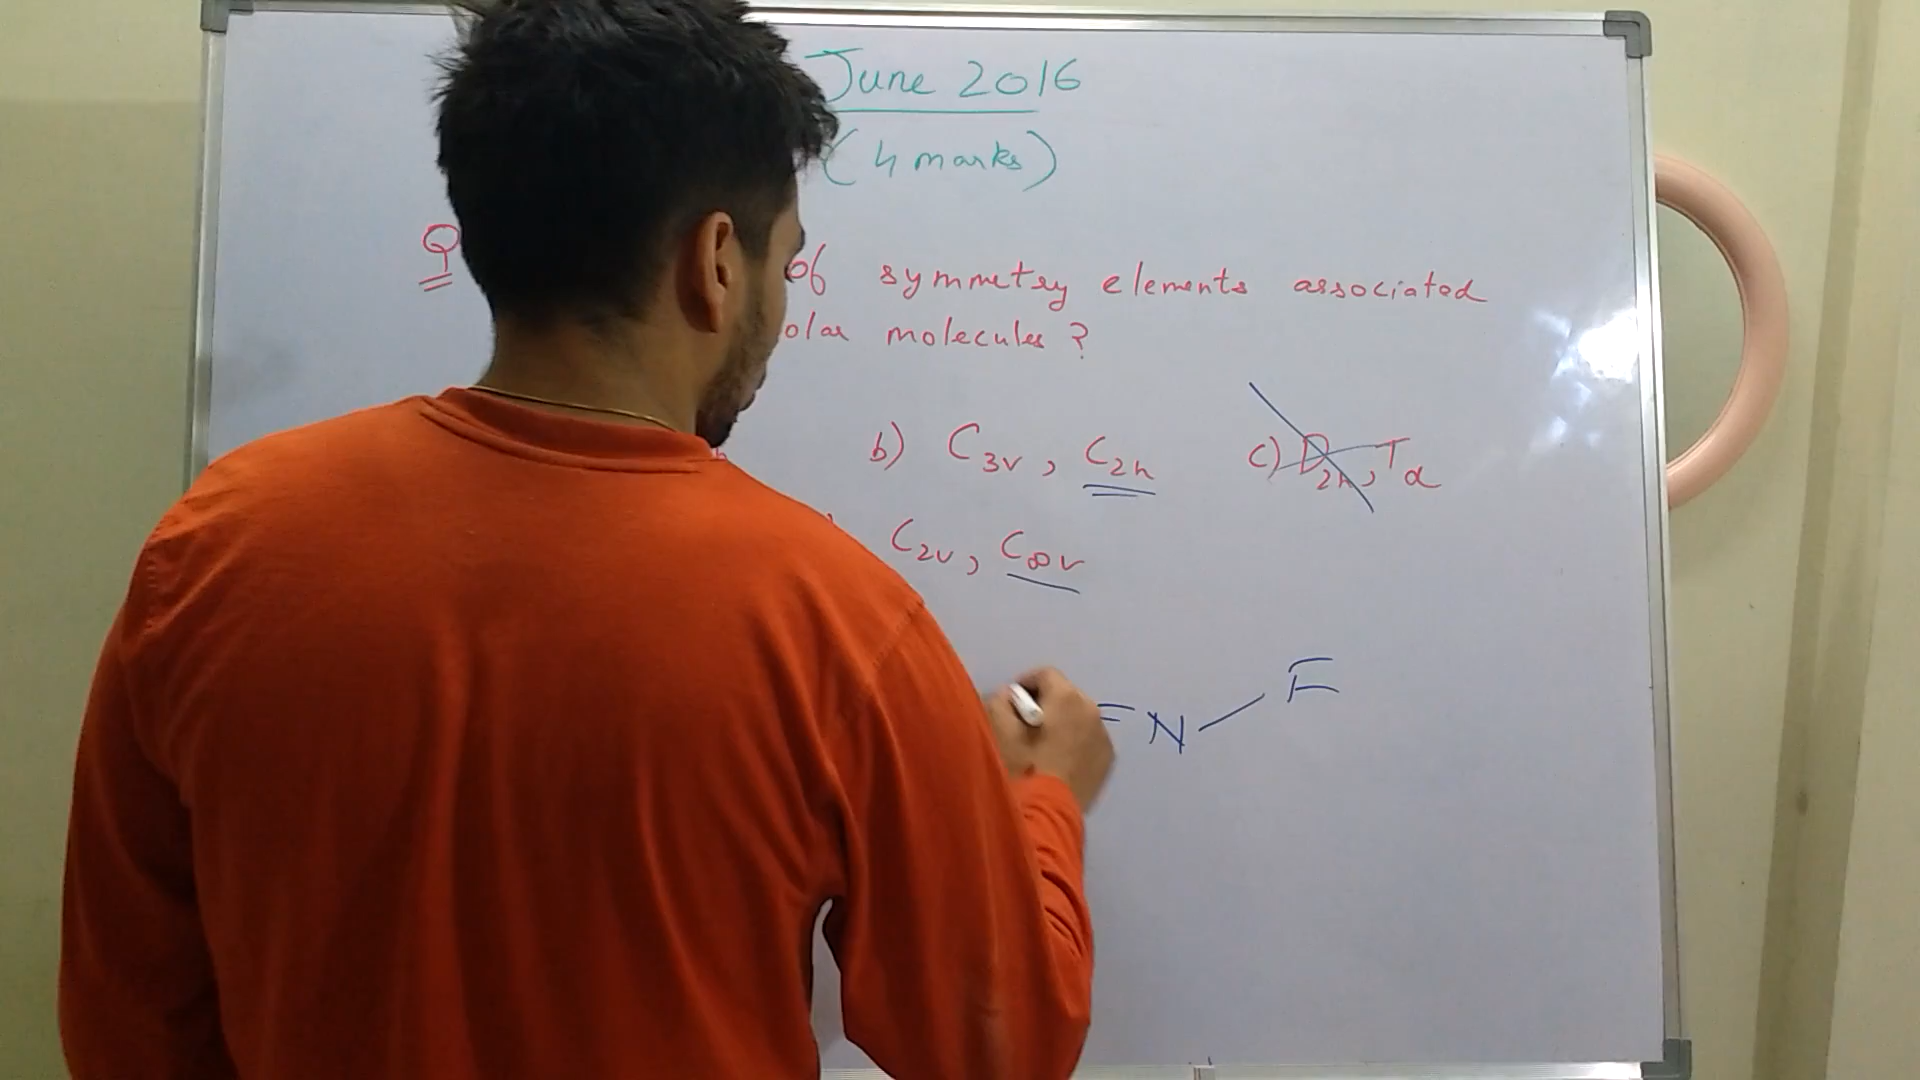 June 2016
(4 marks)
Q of symmetry elements associated
olar molecules ?
b) C3v, C2h c) D2h, Td
C2v, C∞v
N F